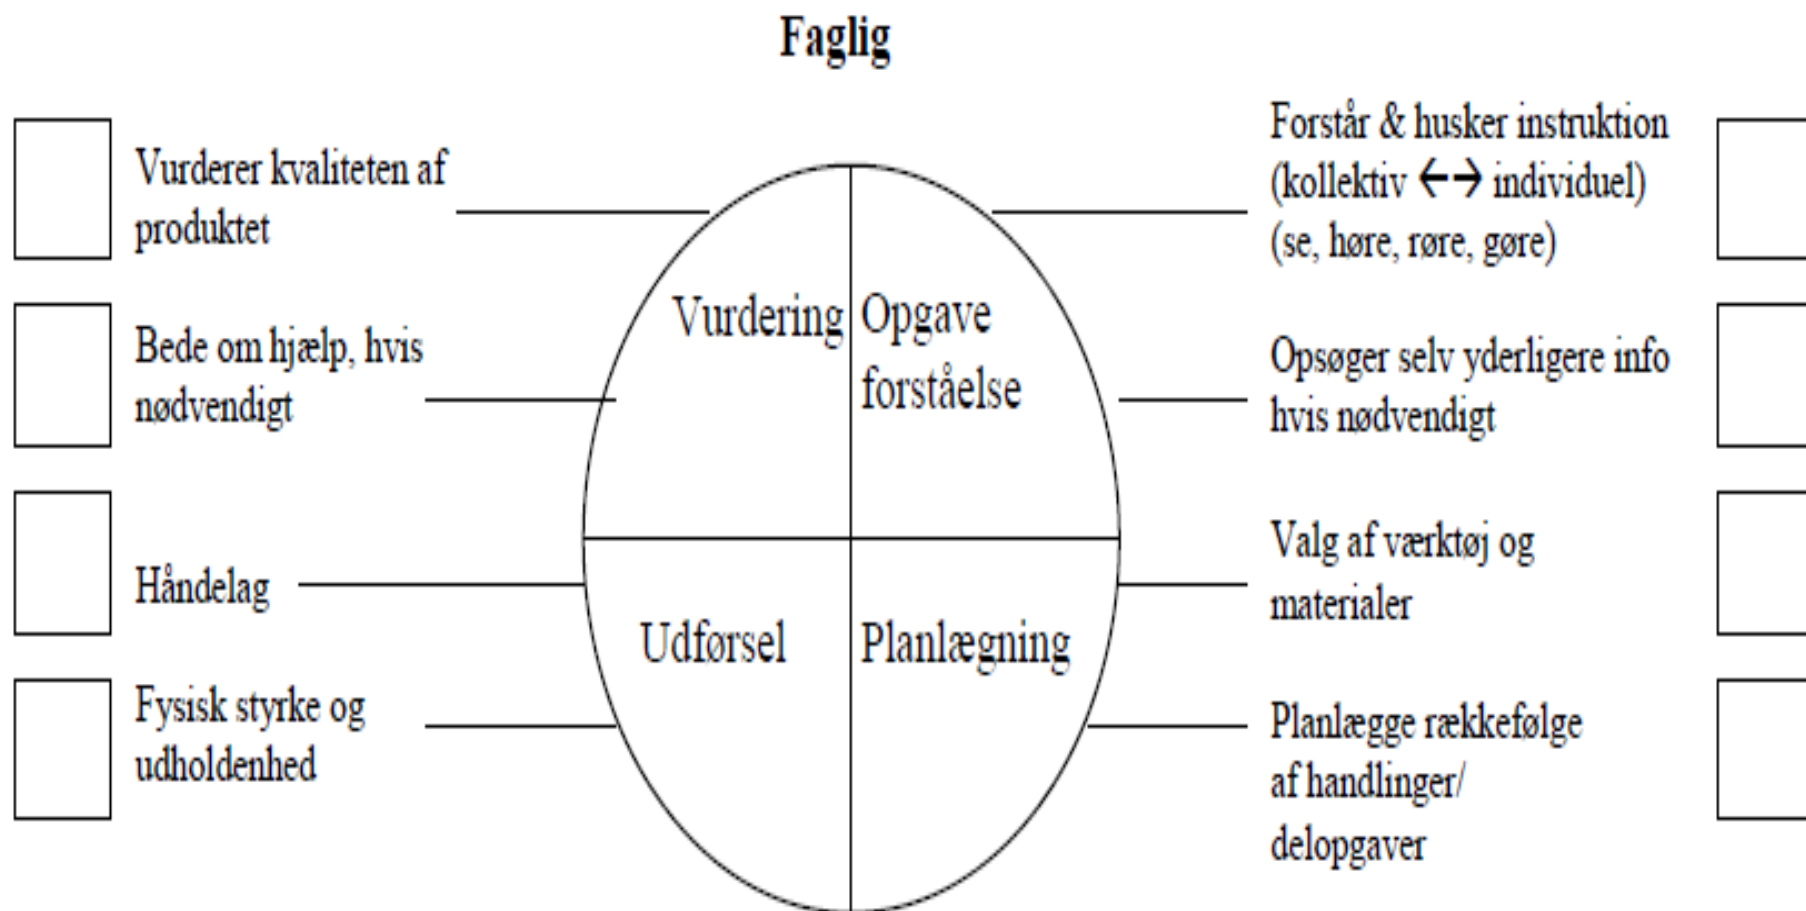 Faglig
Vurderer kvaliteten af
produktet
Bede om hjælp, hvis
nødvendigt
Håndelag
Fysisk styrke og
udholdenhed
Vurdering
Opgave
forståelse
Udførsel
Planlægning
Forstår & husker instruktion
(kollektiv ←→ individuel)
(se, høre, røre, gøre)
Opsøger selv yderligere info
hvis nødvendigt
Valg af værktøj og
materialer
Planlægge rækkefølge
af handlinger/
delopgaver